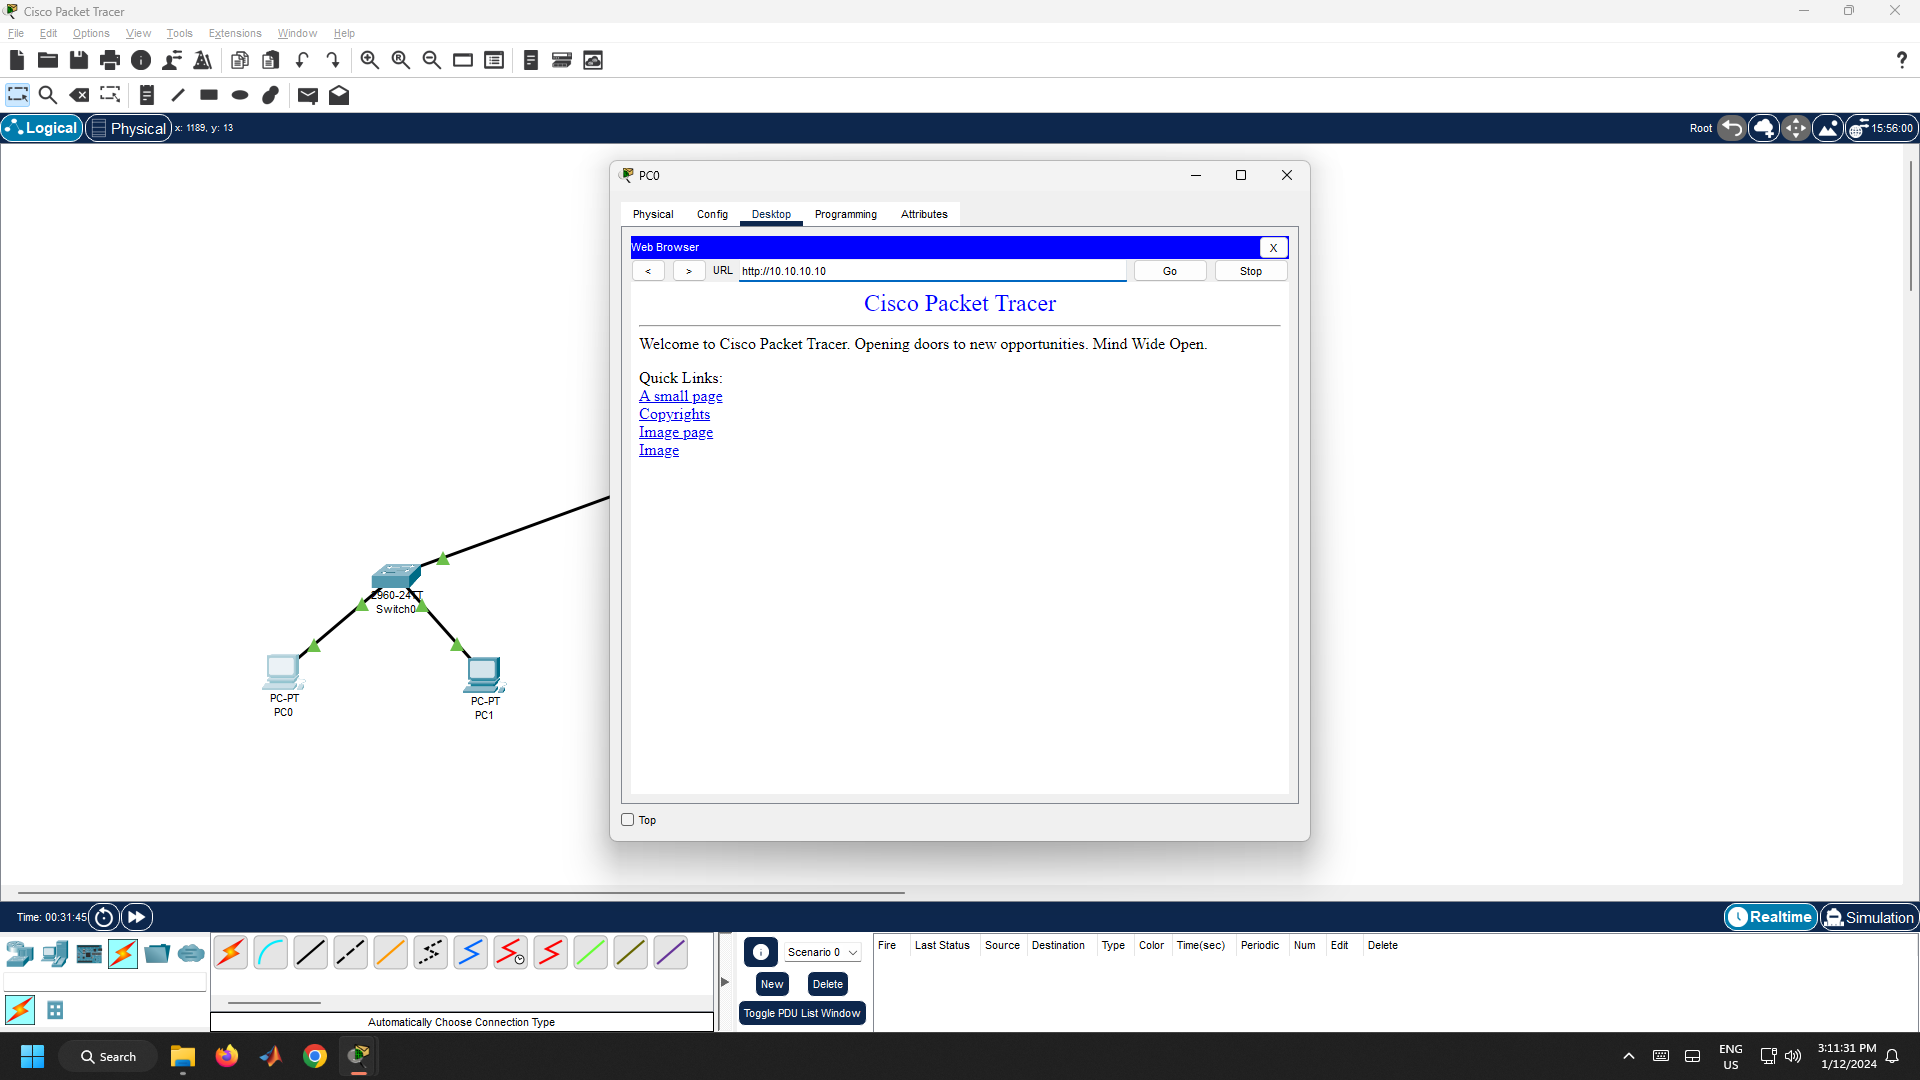 Cisco Packet Tracer
File Edit Options View Tools Extensions Window Help
Logical Physical x: 1189, y: 13 Root 15:56:00
PC0
Physical Config Desktop Programming Attributes
Web Browser X
< > URL http://10.10.10.10 Go Stop
Cisco Packet Tracer
Welcome to Cisco Packet Tracer. Opening doors to new opportunities. Mind Wide Open.
Quick Links:
A small page
Copyrights
Image page
Image
2960-24TT
Switch0
PC-PT
PC0
PC-PT
PC1
Top
Time: 00:31:45 Realtime Simulation
Scenario 0
New Delete
Toggle PDU List Window
Fire Last Status Source Destination Type Color Time(sec) Periodic Num Edit Delete
Automatically Choose Connection Type
Search
ENG
US
3:11:31 PM
1/12/2024